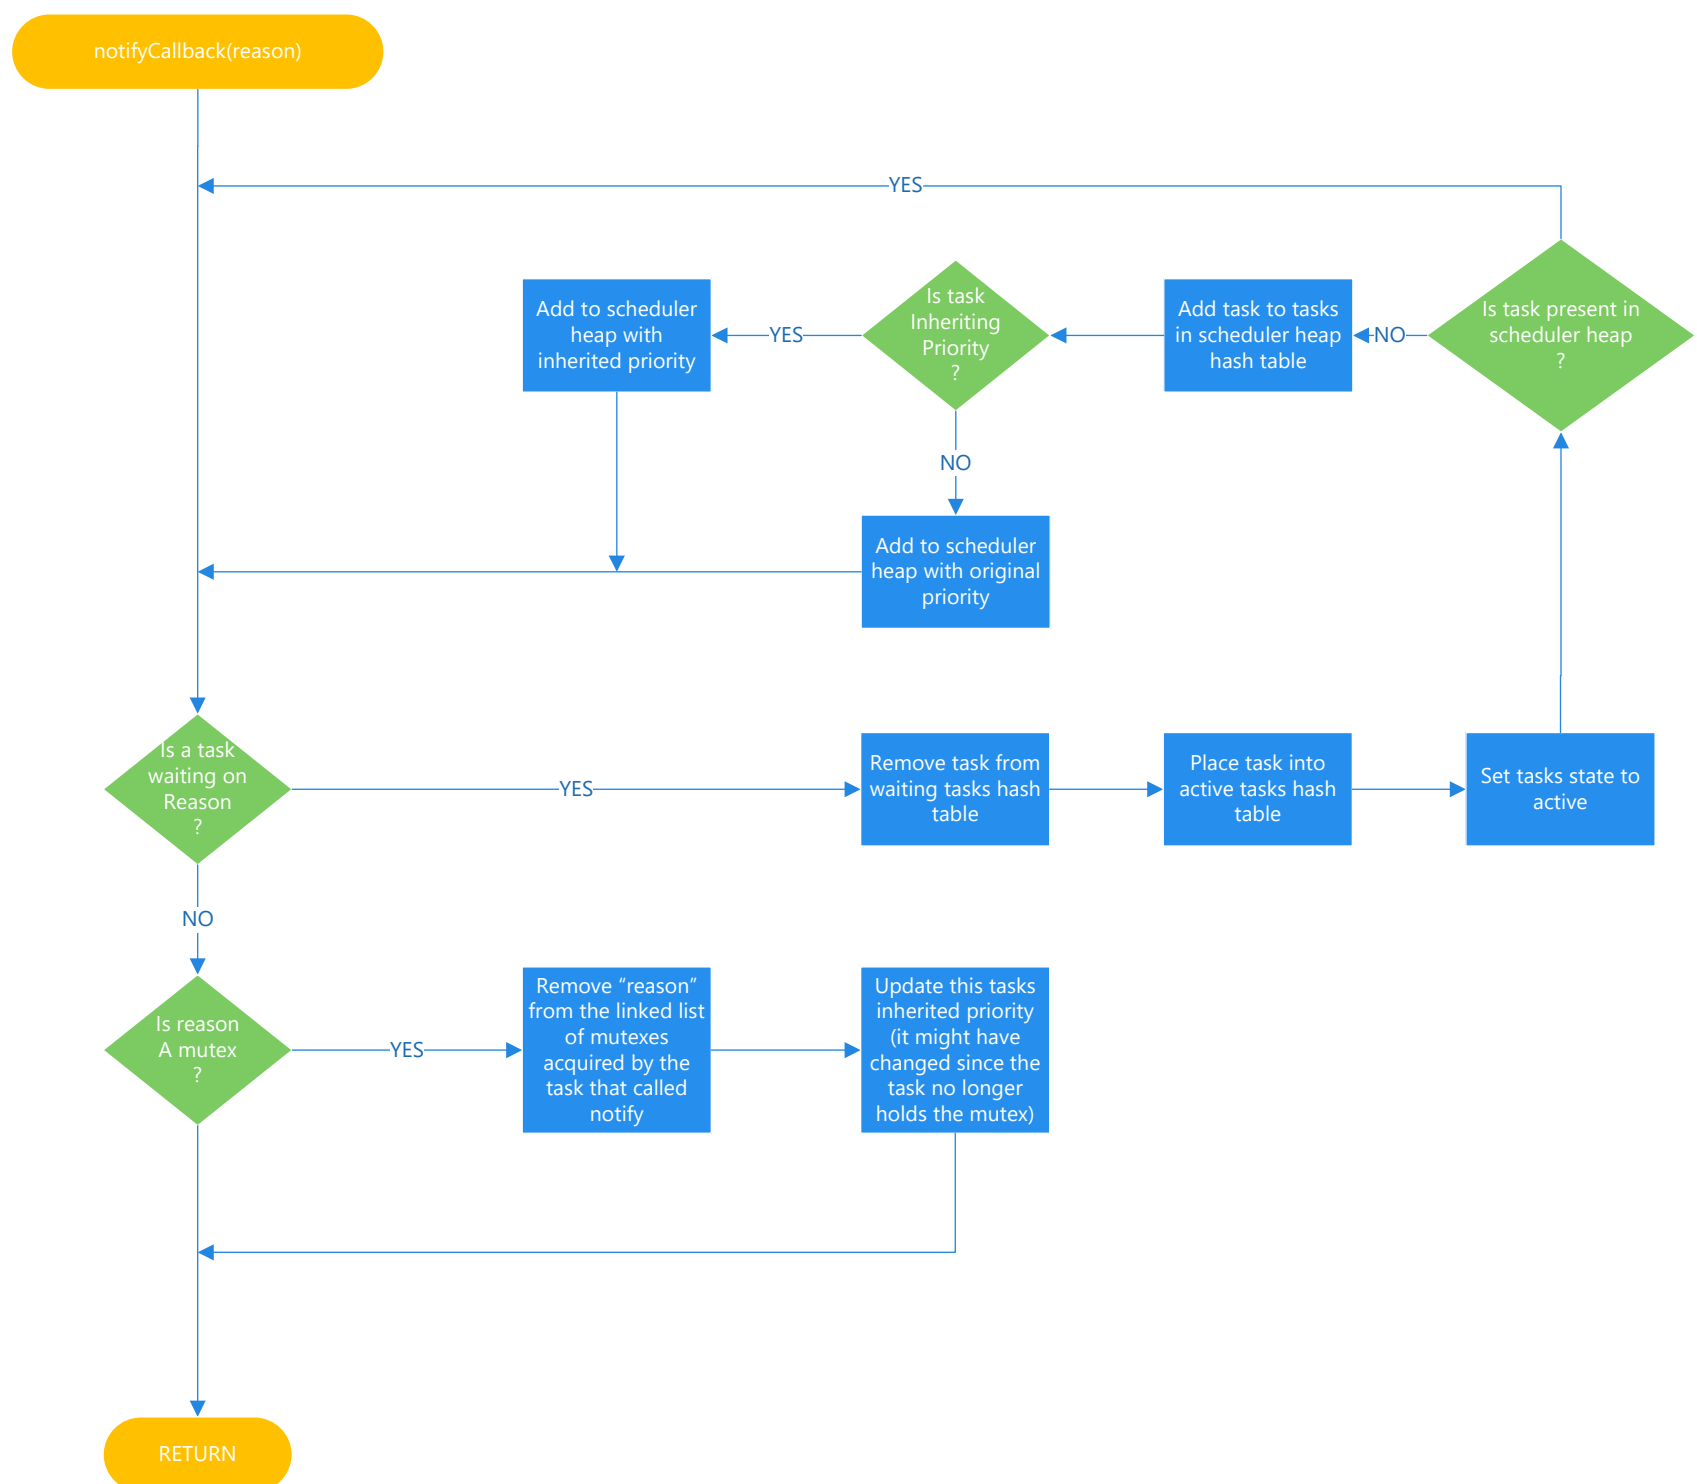 notifyCallback(reason)
YES
Is task
Inheriting
Priority
?
Add to scheduler
heap with
inherited priority
YES
Add task to tasks
in scheduler heap
hash table
NO
Is task present in
scheduler heap
?
NO
Add to scheduler
heap with original
priority
Is a task
waiting on
Reason
?
YES
Remove task from
waiting tasks hash
table
Place task into
active tasks hash
table
Set tasks state to
active
NO
Is reason
A mutex
?
YES
Remove “reason”
from the linked list
of mutexes
acquired by the
task that called
notify
Update this tasks
inherited priority
(it might have
changed since the
task no longer
holds the mutex)
RETURN